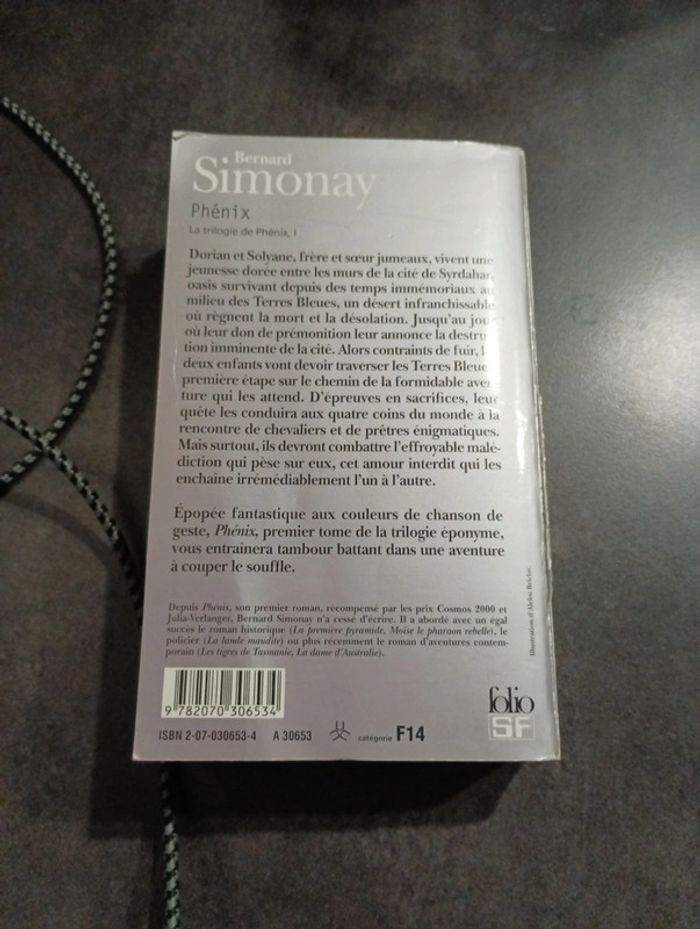 Bernard
Simonay
Phénix
La trilogie de Phénix, I
Dorian et Solyane, frère et sœur jumeaux, vivent une
jeunesse dorée entre les murs de la cité de Syrdahar,
oasis survivant depuis des temps immémoriaux au
milieu des Terres Bleues, un désert infranchissable
où règnent la mort et la désolation. Jusqu'au jour
où leur don de prémonition leur annonce la destruc-
tion imminente de la cité. Alors contraints de fuir,
deux enfants vont devoir traverser les Terres Bleues
première étape sur le chemin de la formidable aven-
ture qui les attend. D'épreuves en sacrifices, leur
quête les conduira aux quatre coins du monde à la
rencontre de chevaliers et de prêtres énigmatiques.
Mais surtout, ils devront combattre l'effroyable malé-
diction qui pèse sur eux, cet amour interdit qui les
enchaine irrémédiablement l'un à l'autre.
Épopée fantastique aux couleurs de chanson de
geste, Phénix, premier tome de la trilogie éponyme,
vous entrainera tambour battant dans une aventure
à couper le souffle.
Depuis Phénix, son premier roman, récompensé par les prix Cosmos 2000 et
Julia-Verlanger, Bernard Simonay n'a cessé d'écrire. Il a abordé avec un égal
succès le roman historique (La première pyramide, Moïse le pharaon rebelle), le
policier (La lande maudite) ou plus récemment le roman d'aventures contem-
porain (Les tigres de Tasmanie, La dame d'Australie).
Illustration d'Aleksi Briclot.
9 782070 306534
ISBN 2-07-030653-4 A 30653 catégorie F14
folio
SF